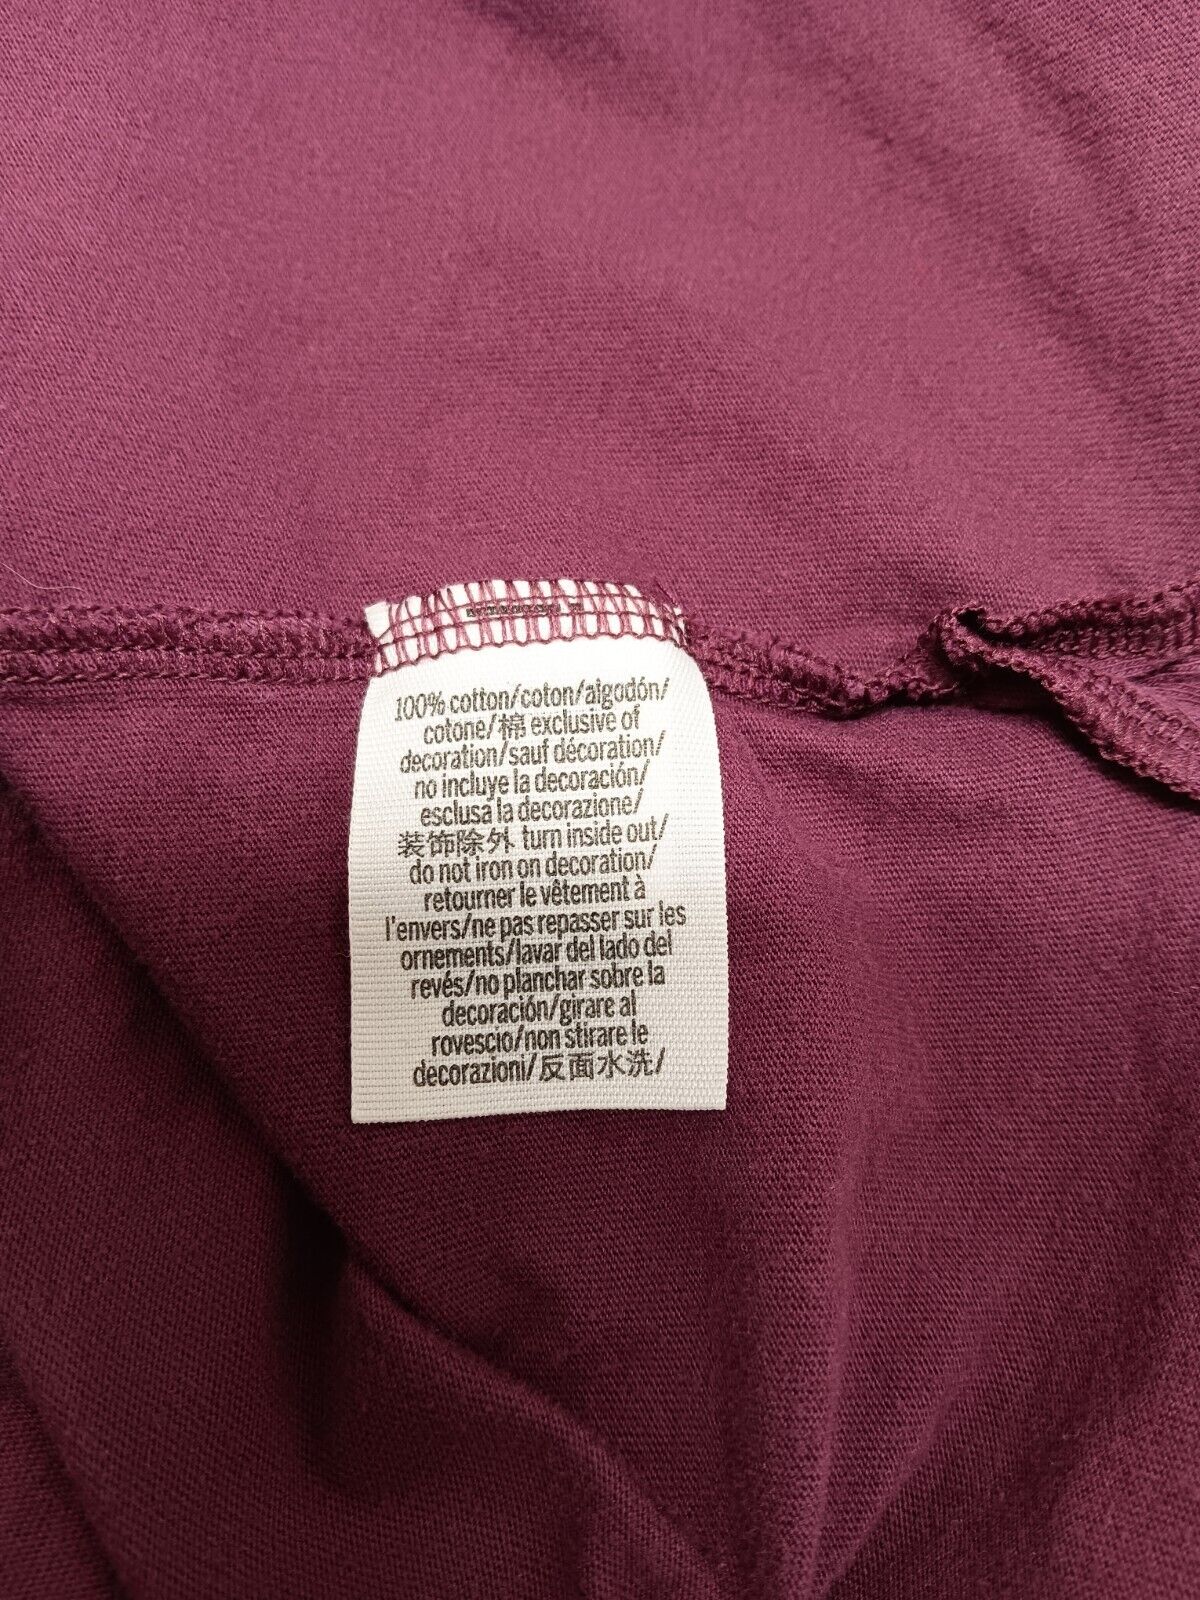 100% cotton/coton/algodón/
cotone/棉 exclusive of
decoration/sauf décoration/
no incluye la decoración/
esclusa la decorazione/
装饰除外 turn inside out/
do not iron on decoration/
retourner le vêtement à
l'envers/ne pas repasser sur les
ornements/lavar del lado del
revés/no planchar sobre la
decoración/girare al
rovescio/non stirare le
decorazioni/反面水洗/